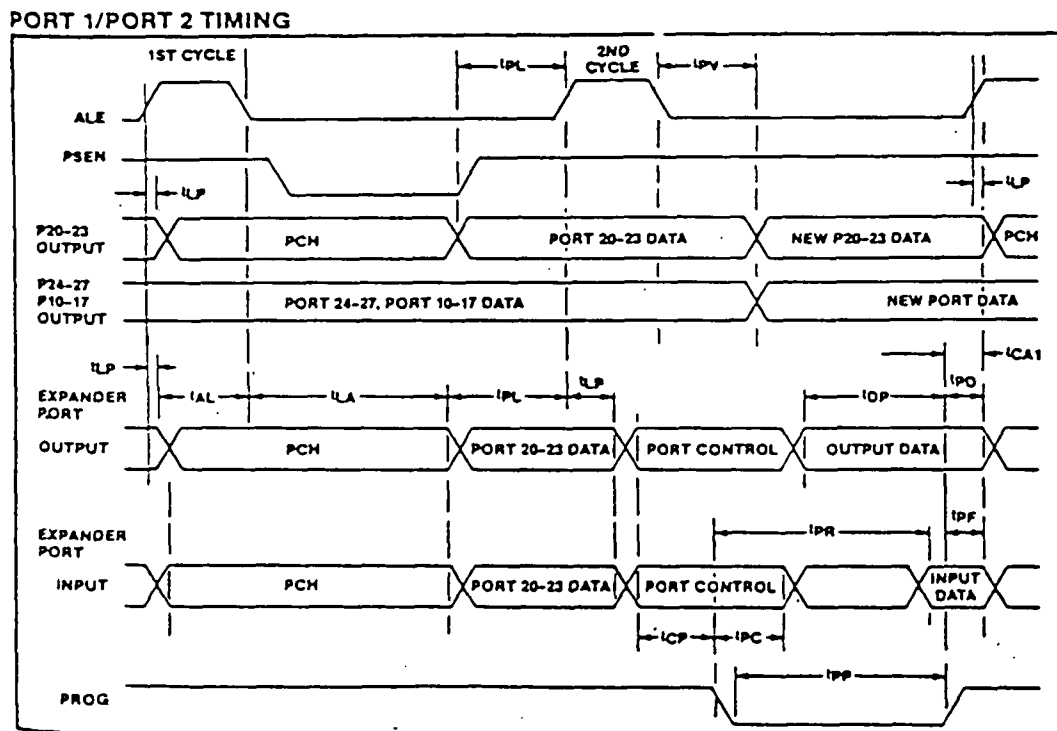 PORT 1/PORT 2 TIMING
1ST CYCLE
tPL
2ND CYCLE
tPV
ALE
PSEN
tLP
tLP
P20-23 OUTPUT
PCH
PORT 20-23 DATA
NEW P20-23 DATA
PCH
P24-27
P10-17
OUTPUT
PORT 24-27, PORT 10-17 DATA
NEW PORT DATA
tCA1
tLP
tAL
tLA
tPL
tLP
tDP
tPD
EXPANDER PORT
OUTPUT
PCH
PORT 20-23 DATA
PORT CONTROL
OUTPUT DATA
tPR
tPF
EXPANDER PORT
INPUT
PCH
PORT 20-23 DATA
PORT CONTROL
INPUT DATA
tCP
tPC
tPP
PROG